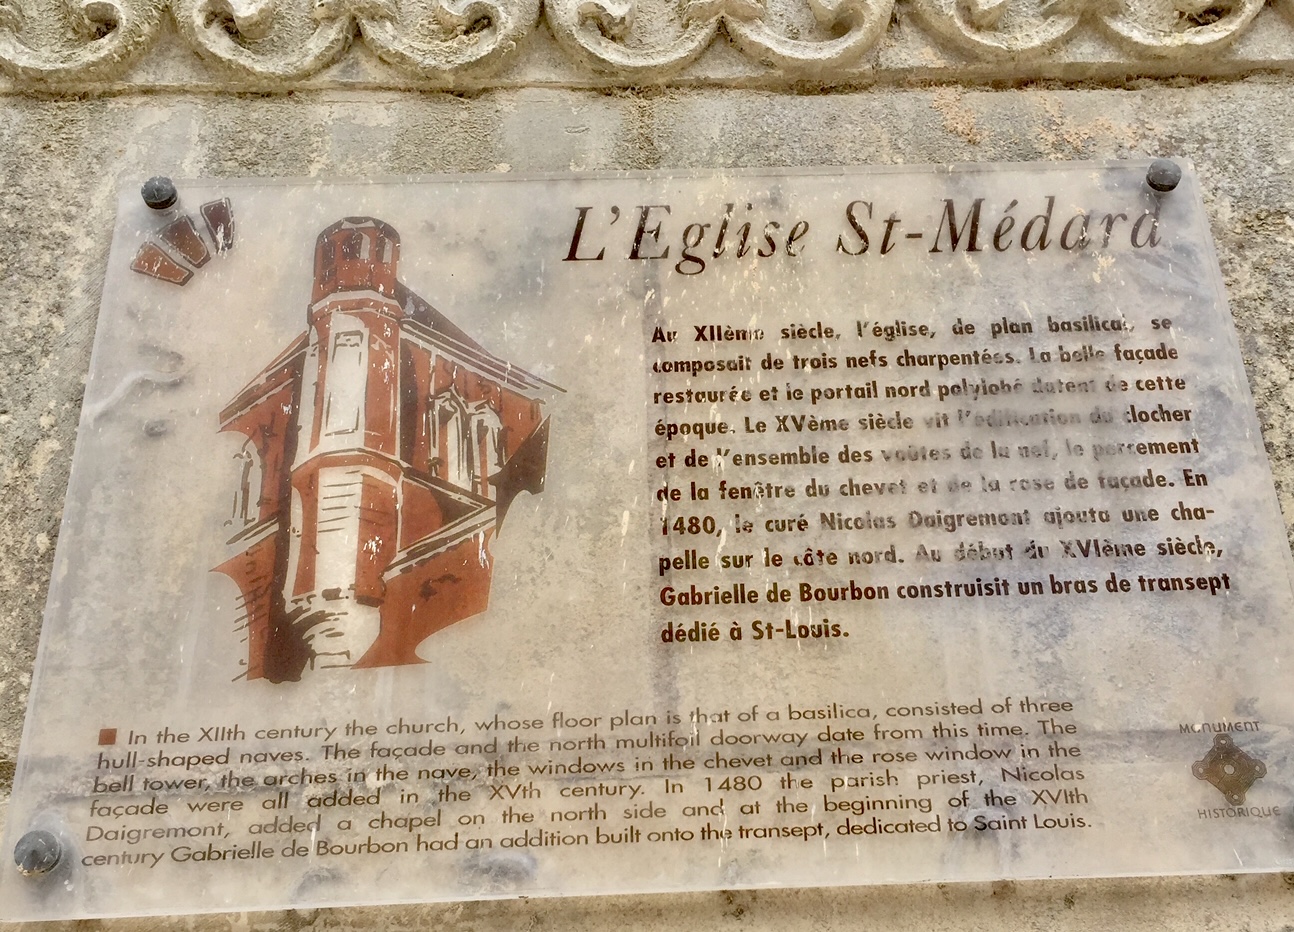 L'Eglise St-Médard
Au XIIème siècle, l'église, de plan basilical, se
composait de trois nefs charpentées. La belle façade
restaurée et le portail nord polylobé datent de cette
époque. Le XVème siècle vit l'édification du clocher
et de l'ensemble des voûtes de la nef, le percement
de la fenêtre du chevet et de la rose de façade. En
1480, le curé Nicolas Daigremont ajouta une cha-
pelle sur le côte nord. Au début du XVIème siècle,
Gabrielle de Bourbon construisit un bras de transept
dédié à St-Louis.
In the XIIth century the church, whose floor plan is that of a basilica, consisted of three
hull-shaped naves. The façade and the north multifoil doorway date from this time. The
bell tower, the arches in the nave, the windows in the chevet and the rose window in the
façade were all added in the XVth century. In 1480 the parish priest, Nicolas
Daigremont, added a chapel on the north side and at the beginning of the XVIth
century Gabrielle de Bourbon had an addition built onto the transept, dedicated to Saint Louis.
MONUMENT
HISTORIQUE